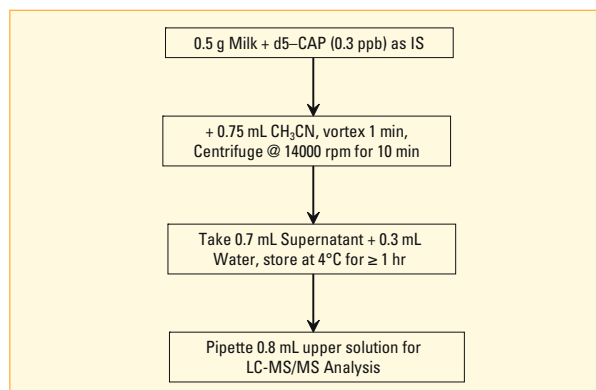 0.5 g Milk + d5–CAP (0.3 ppb) as IS
+ 0.75 mL CH₃CN, vortex 1 min,
Centrifuge @ 14000 rpm for 10 min
Take 0.7 mL Supernatant + 0.3 mL
Water, store at 4°C for ≥ 1 hr
Pipette 0.8 mL upper solution for
LC-MS/MS Analysis